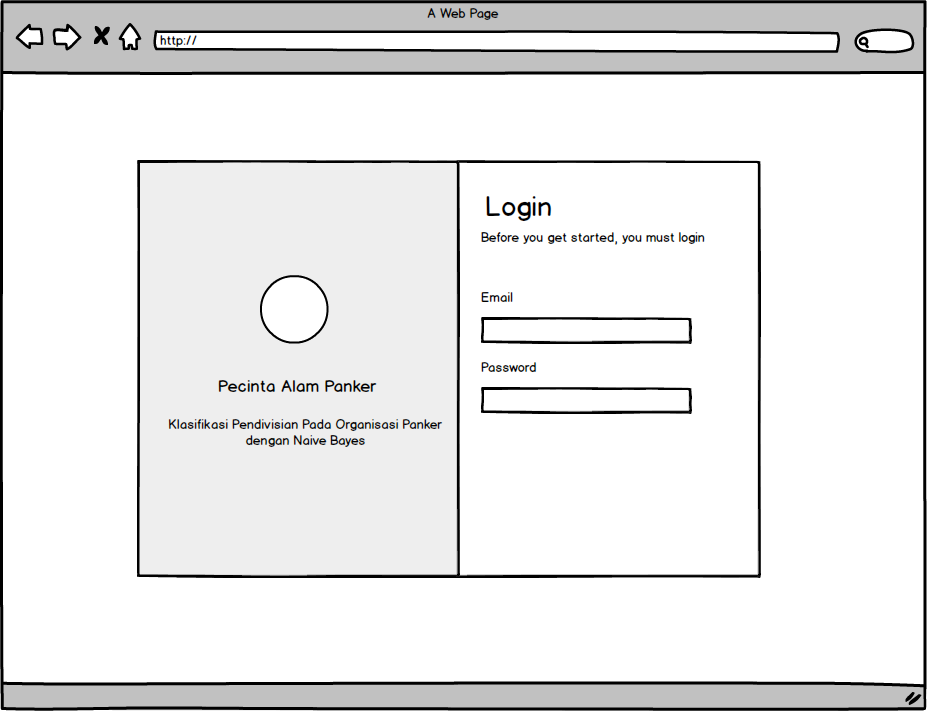 A Web Page
http://
Pecinta Alam Panker
Klasifikasi Pendivisian Pada Organisasi Panker
dengan Naive Bayes
Login
Before you get started, you must login
Email
Password